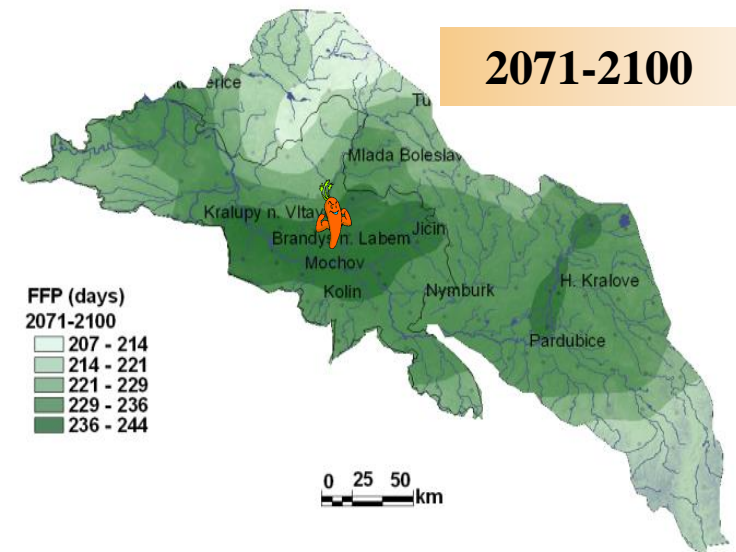 2071-2100
Mlada Boleslav
Kralupy n. Vltav
Jicin
Brandys n. Labem
Mochov
H. Kralove
Kolin
Nymburk
Pardubice
FFP (days)
2071-2100
207 - 214
214 - 221
221 - 229
229 - 236
236 - 244
0 25 50
km